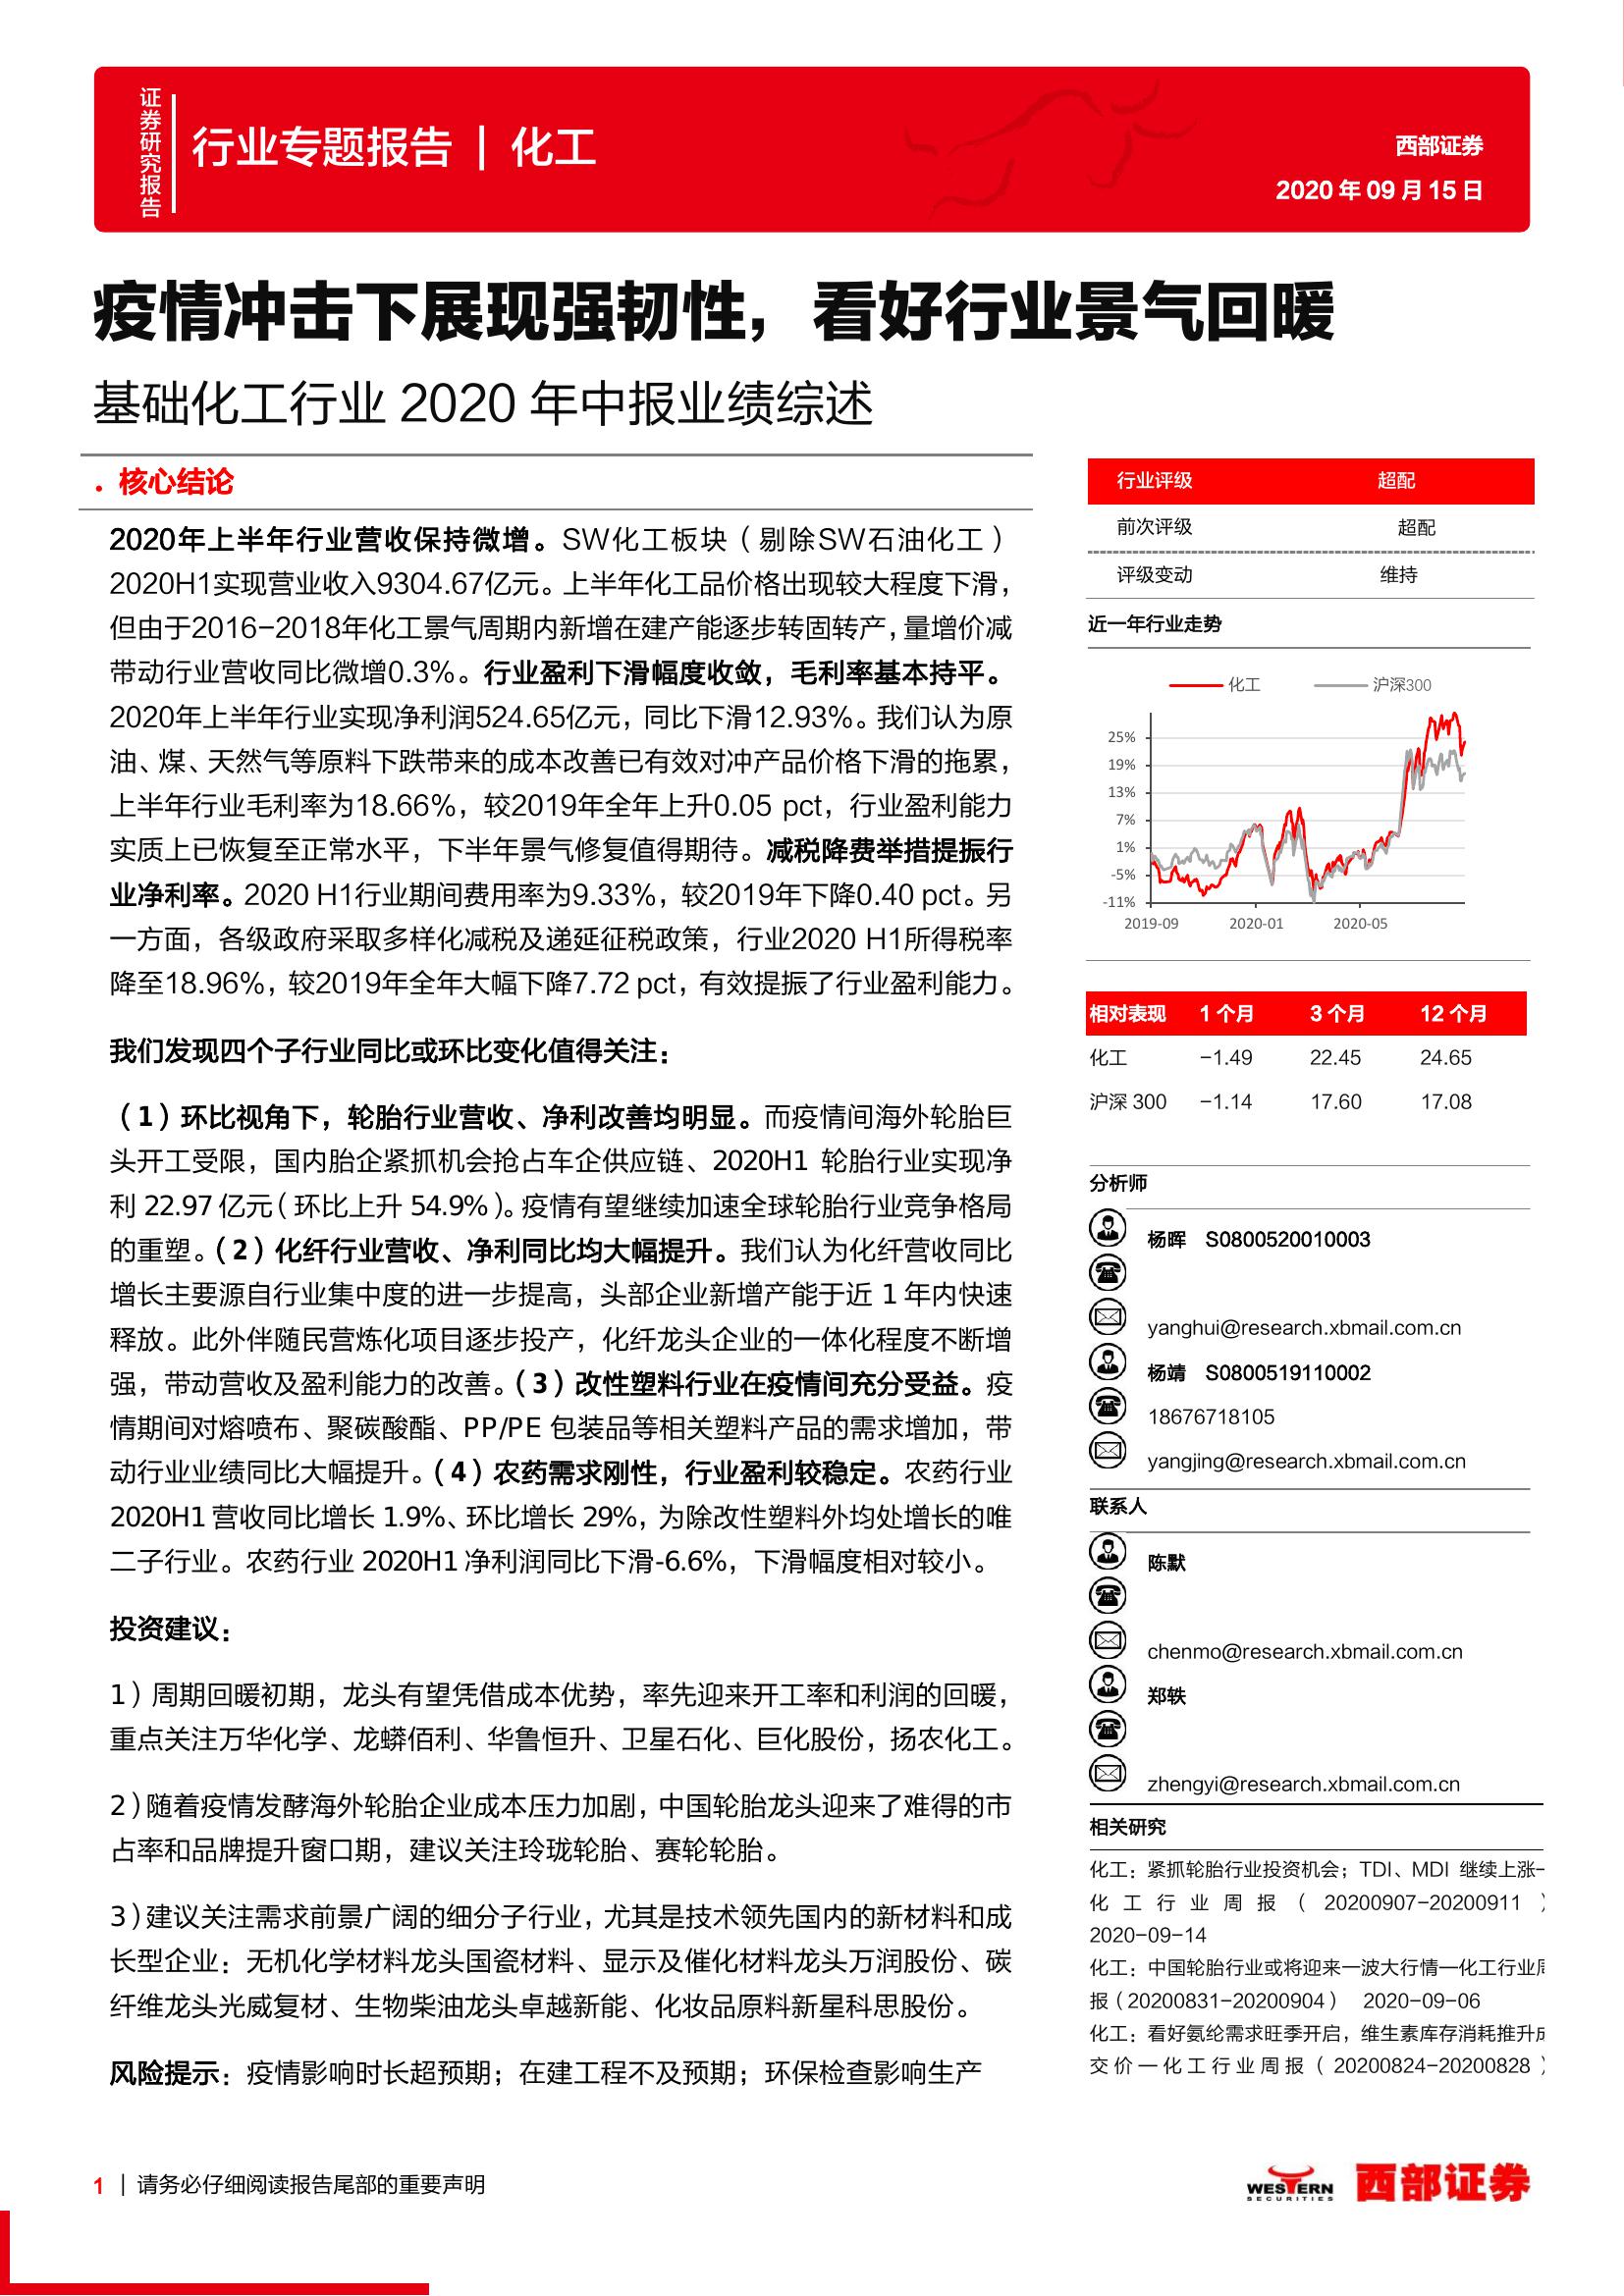 证券研究报告
行业专题报告 | 化工
西部证券
2020 年 09 月 15 日
疫情冲击下展现强韧性，看好行业景气回暖
基础化工行业 2020 年中报业绩综述
. 核心结论
2020年上半年行业营收保持微增。SW化工板块（剔除SW石油化工）
2020H1实现营业收入9304.67亿元。上半年化工品价格出现较大程度下滑，
但由于2016-2018年化工景气周期内新增在建产能逐步转固转产，量增价减
带动行业营收同比微增0.3%。行业盈利下滑幅度收敛，毛利率基本持平。
2020年上半年行业实现净利润524.65亿元，同比下滑12.93%。我们认为原
油、煤、天然气等原料下跌带来的成本改善已有效对冲产品价格下滑的拖累，
上半年行业毛利率为18.66%，较2019年全年上升0.05 pct，行业盈利能力
实质上已恢复至正常水平，下半年景气修复值得期待。减税降费举措提振行
业净利率。2020 H1行业期间费用率为9.33%，较2019年下降0.40 pct。另
一方面，各级政府采取多样化减税及递延征税政策，行业2020 H1所得税率
降至18.96%，较2019年全年大幅下降7.72 pct，有效提振了行业盈利能力。
我们发现四个子行业同比或环比变化值得关注：
（1）环比视角下，轮胎行业营收、净利改善均明显。而疫情间海外轮胎巨
头开工受限，国内胎企紧抓机会抢占车企供应链、2020H1 轮胎行业实现净
利 22.97 亿元（环比上升 54.9%）。疫情有望继续加速全球轮胎行业竞争格局
的重塑。（2）化纤行业营收、净利同比均大幅提升。我们认为化纤营收同比
增长主要源自行业集中度的进一步提高，头部企业新增产能于近 1 年内快速
释放。此外伴随民营炼化项目逐步投产，化纤龙头企业的一体化程度不断增
强，带动营收及盈利能力的改善。（3）改性塑料行业在疫情间充分受益。疫
情期间对熔喷布、聚碳酸酯、PP/PE 包装品等相关塑料产品的需求增加，带
动行业业绩同比大幅提升。（4）农药需求刚性，行业盈利较稳定。农药行业
2020H1 营收同比增长 1.9%、环比增长 29%，为除改性塑料外均处增长的唯
二子行业。农药行业 2020H1 净利润同比下滑-6.6%，下滑幅度相对较小。
投资建议：
1）周期回暖初期，龙头有望凭借成本优势，率先迎来开工率和利润的回暖，
重点关注万华化学、龙蟒佰利、华鲁恒升、卫星石化、巨化股份，扬农化工。
2）随着疫情发酵海外轮胎企业成本压力加剧，中国轮胎龙头迎来了难得的市
占率和品牌提升窗口期，建议关注玲珑轮胎、赛轮轮胎。
3）建议关注需求前景广阔的细分子行业，尤其是技术领先国内的新材料和成
长型企业：无机化学材料龙头国瓷材料、显示及催化材料龙头万润股份、碳
纤维龙头光威复材、生物柴油龙头卓越新能、化妆品原料新星科思股份。
风险提示：疫情影响时长超预期；在建工程不及预期；环保检查影响生产
行业评级 超配
前次评级 超配
评级变动 维持
近一年行业走势
化工 沪深300
25%
19%
13%
7%
1%
-5%
-11%
2019-09 2020-01 2020-05
相对表现 1 个月 3 个月 12 个月
化工 -1.49 22.45 24.65
沪深 300 -1.14 17.60 17.08
分析师
杨晖 S0800520010003
yanghui@research.xbmail.com.cn
杨靖 S0800519110002
18676718105
yangjing@research.xbmail.com.cn
联系人
陈默
chenmo@research.xbmail.com.cn
郑轶
zhengyi@research.xbmail.com.cn
相关研究
化工：紧抓轮胎行业投资机会；TDI、MDI 继续上涨—
化工行业周报（20200907-20200911）
2020-09-14
化工：中国轮胎行业或将迎来一波大行情—化工行业周
报（20200831-20200904） 2020-09-06
化工：看好氨纶需求旺季开启，维生素库存消耗推升成
交价—化工行业周报（20200824-20200828）
1 | 请务必仔细阅读报告尾部的重要声明
WESTERN
SECURITIES
西部证券